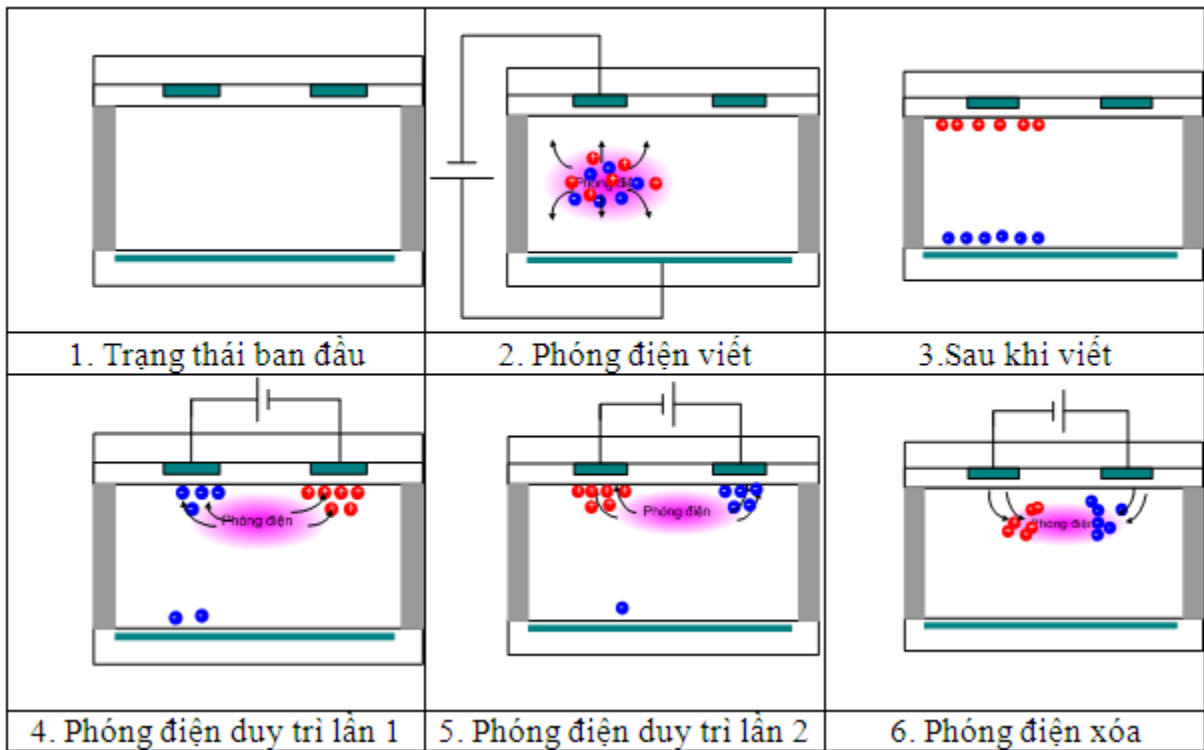 Phóng điện
1. Trạng thái ban đầu
2. Phóng điện viết
3.Sau khi viết
Phóng điện
Phóng điện
Phóng điện
4. Phóng điện duy trì lần 1
5. Phóng điện duy trì lần 2
6. Phóng điện xóa